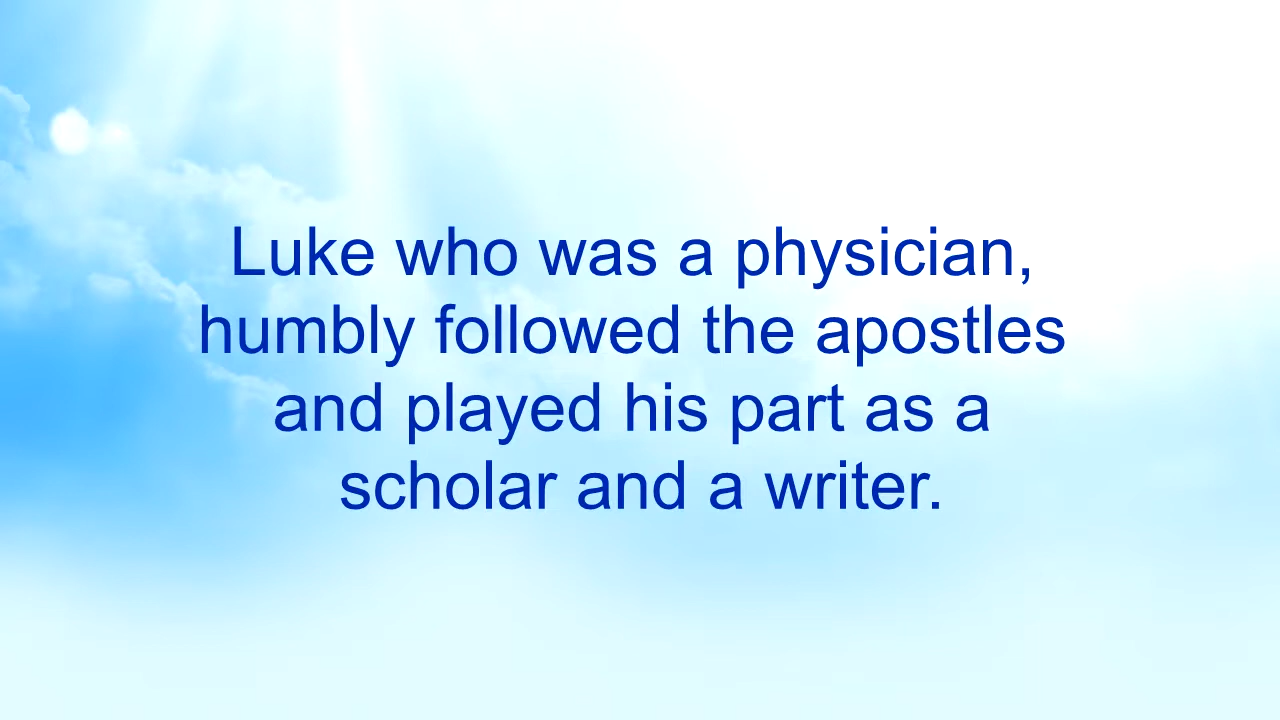 Luke who was a physician,
humbly followed the apostles
and played his part as a
scholar and a writer.